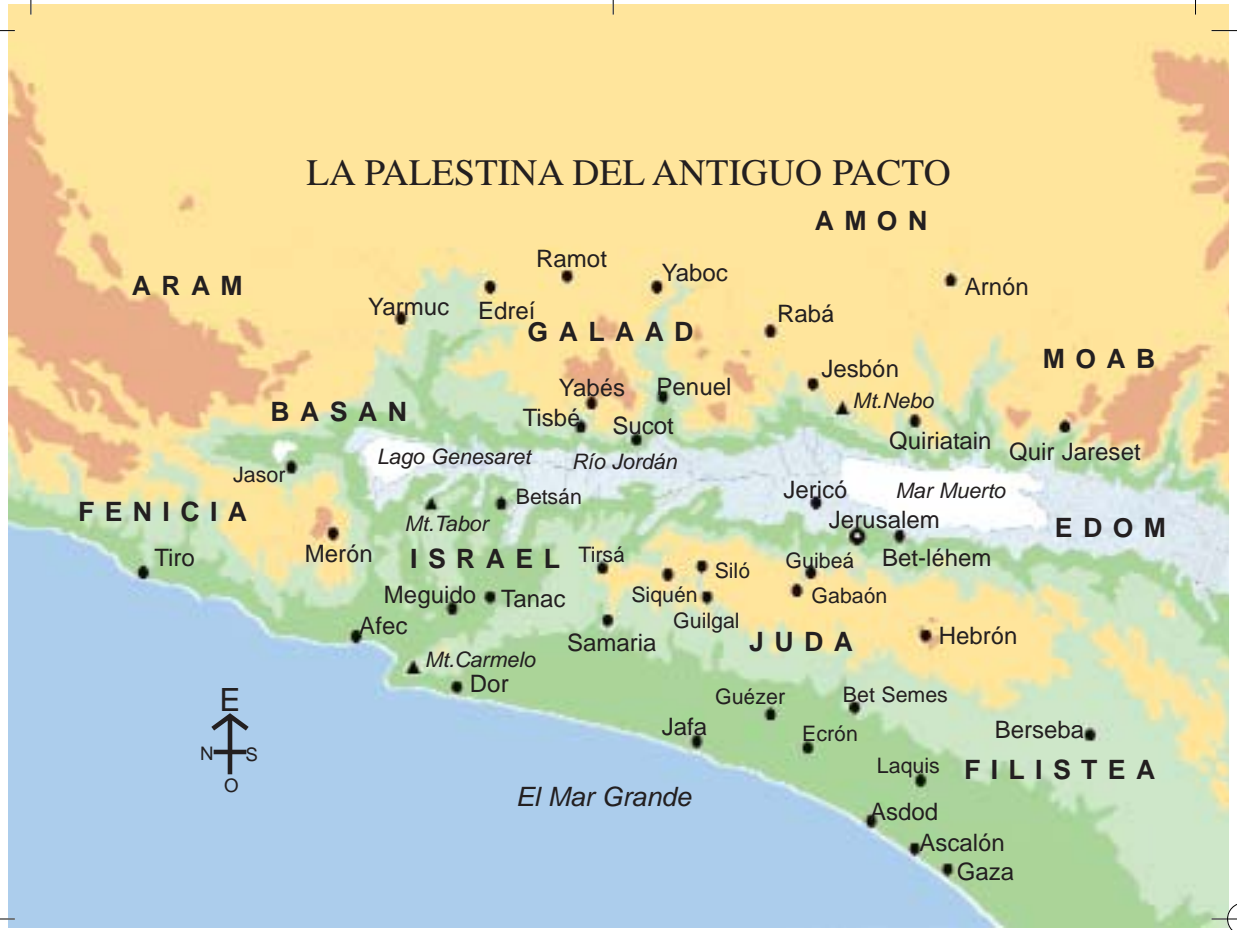 LA PALESTINA DEL ANTIGUO PACTO
AMON
ARAM
Ramot
Yaboc
Arnón
Yarmuc
Edreí
Rabá
GALAAD
MOAB
Jesbón
Yabés
Penuel
Mt.Nebo
BASAN
Tisbé
Sucot
Quiriatain
Quir Jareset
Lago Genesaret
Río Jordán
Jasor
Betsán
Jericó
Mar Muerto
FENICIA
Mt.Tabor
Jerusalem
EDOM
Merón
ISRAEL
Tirsá
Siló
Guibeá
Bet-léhem
Tiro
Meguido
Tanac
Siquén
Gabaón
Guilgal
Afec
Samaria
JUDA
Hebrón
Mt.Carmelo
Dor
Guézer
Bet Semes
E
Jafa
Ecrón
Berseba
N
S
O
Laquis
FILISTEA
El Mar Grande
Asdod
Ascalón
Gaza